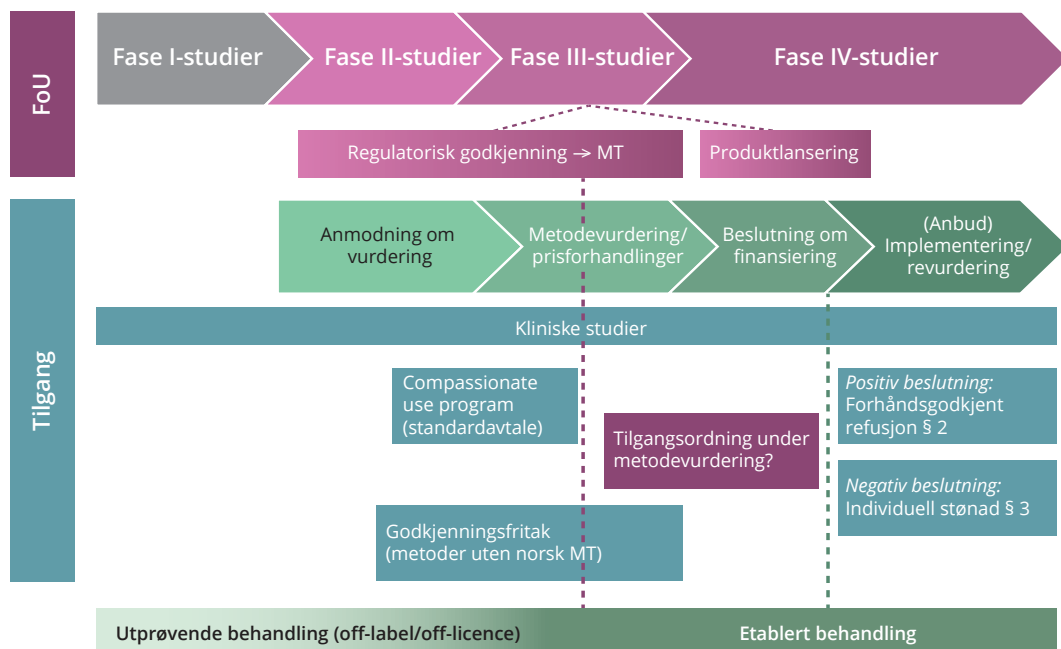 FoU
Fase I-studier
Fase II-studier
Fase III-studier
Fase IV-studier
Regulatorisk godkjenning → MT
Produktlansering
Tilgang
Anmodning om
vurdering
Metodevurdering/
prisforhandlinger
Beslutning om
finansiering
(Anbud)
Implementering/
revurdering
Kliniske studier
Compassionate
use program
(standardavtale)
Tilgangsordning under
metodevurdering?
Positiv beslutning:
Forhåndsgodkjent
refusjon § 2
Negativ beslutning:
Individuell stønad § 3
Godkjenningsfritak
(metoder uten norsk MT)
Utprøvende behandling (off-label/off-licence)
Etablert behandling